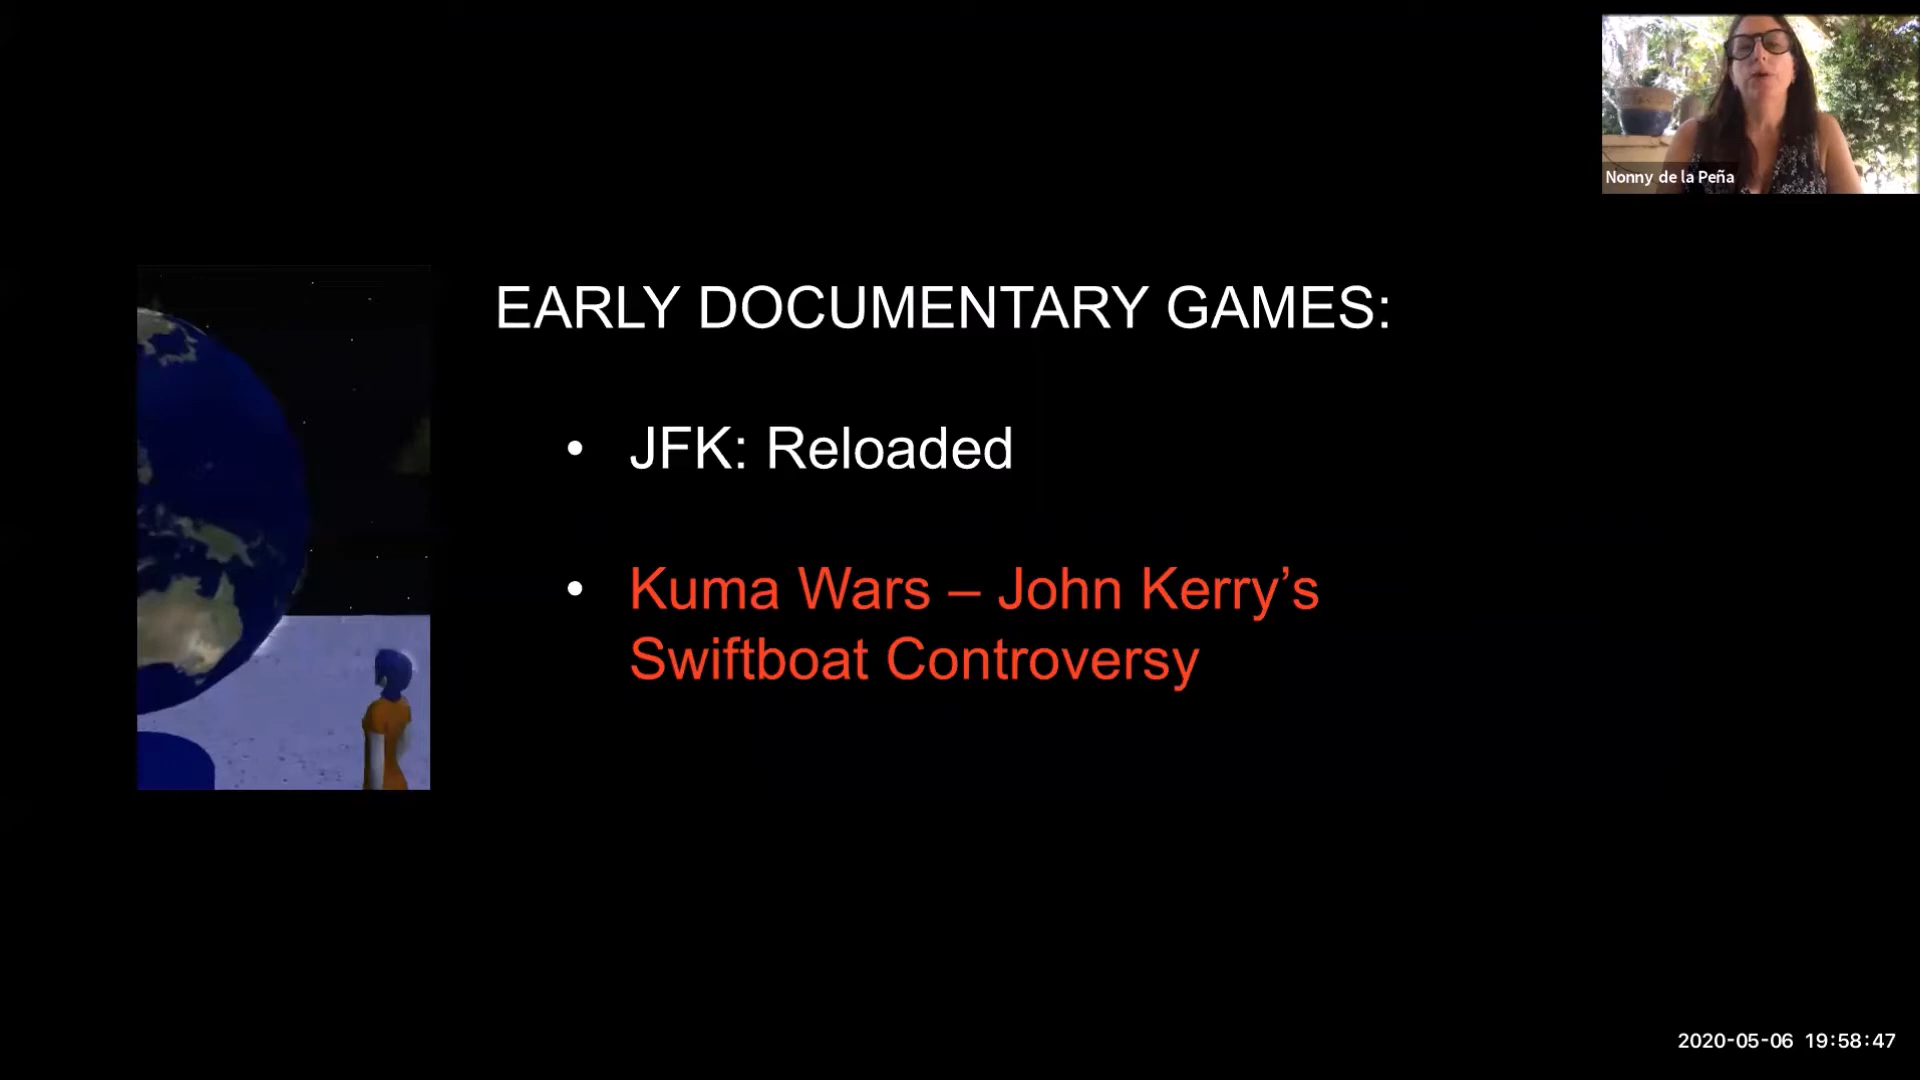 Nonny de la Peña
EARLY DOCUMENTARY GAMES:
• JFK: Reloaded
• Kuma Wars – John Kerry’s
Swiftboat Controversy
2020-05-06 19:58:47